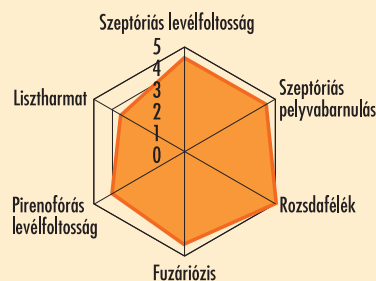 Szeptóriás levélfoltosság
5
4
3
2
1
0
Szeptóriás
pelyvabarnulás
Lisztharmat
Rozsdafélék
Pirenofórás
levélfoltosság
Fuzáriózis